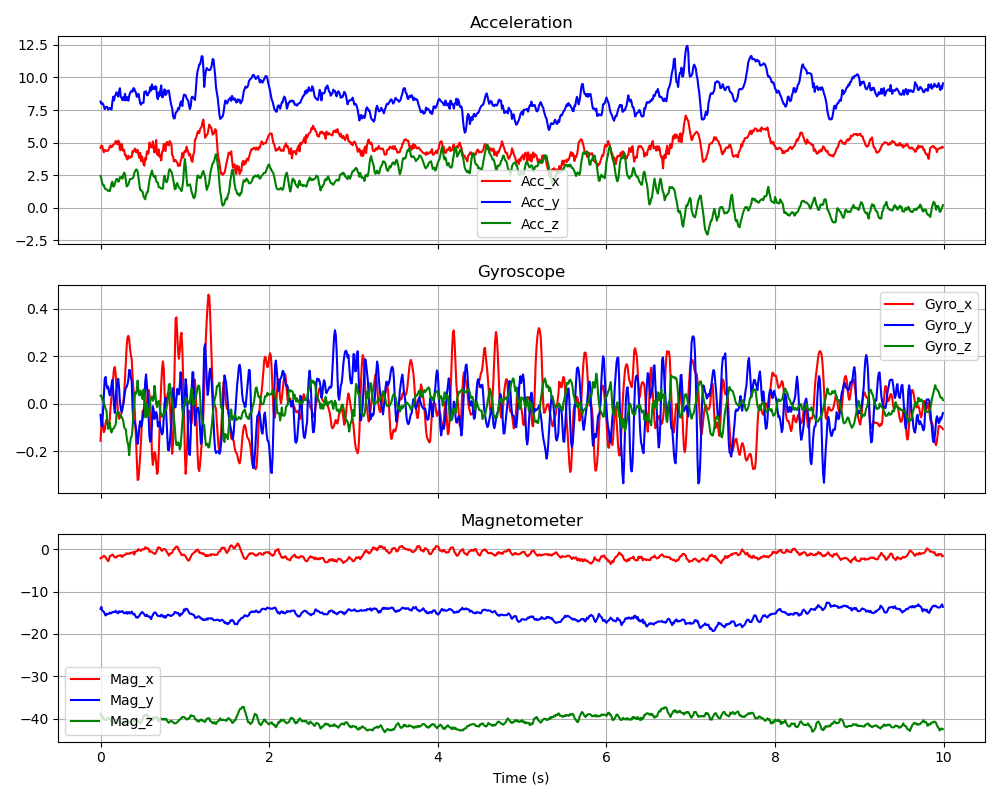 Acceleration
12.5
10.0
7.5
5.0
2.5
0.0
−2.5
Acc_x
Acc_y
Acc_z
Gyroscope
0.4
0.2
0.0
−0.2
Gyro_x
Gyro_y
Gyro_z
Magnetometer
0
−10
−20
−30
−40
Mag_x
Mag_y
Mag_z
0 2 4 6 8 10
Time (s)